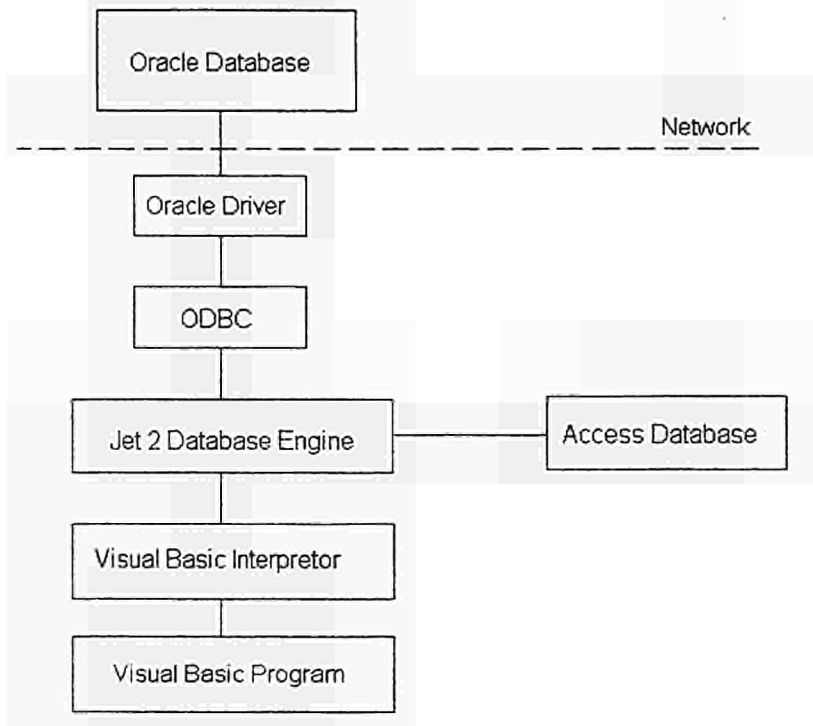 Oracle Database
Network
Oracle Driver
ODBC
Jet 2 Database Engine
Access Database
Visual Basic Interpretor
Visual Basic Program